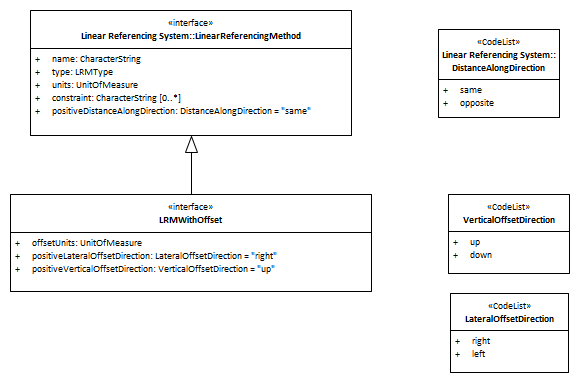 «interface»
Linear Referencing System::LinearReferencingMethod
+ name: CharacterString
+ type: LRMType
+ units: UnitOfMeasure
+ constraint: CharacterString [0..*]
+ positiveDistanceAlongDirection: DistanceAlongDirection = "same"
«interface»
LRMWithOffset
+ offsetUnits: UnitOfMeasure
+ positiveLateralOffsetDirection: LateralOffsetDirection = "right"
+ positiveVerticalOffsetDirection: VerticalOffsetDirection = "up"
«CodeList»
Linear Referencing System::
DistanceAlongDirection
+ same
+ opposite
«CodeList»
VerticalOffsetDirection
+ up
+ down
«CodeList»
LateralOffsetDirection
+ right
+ left